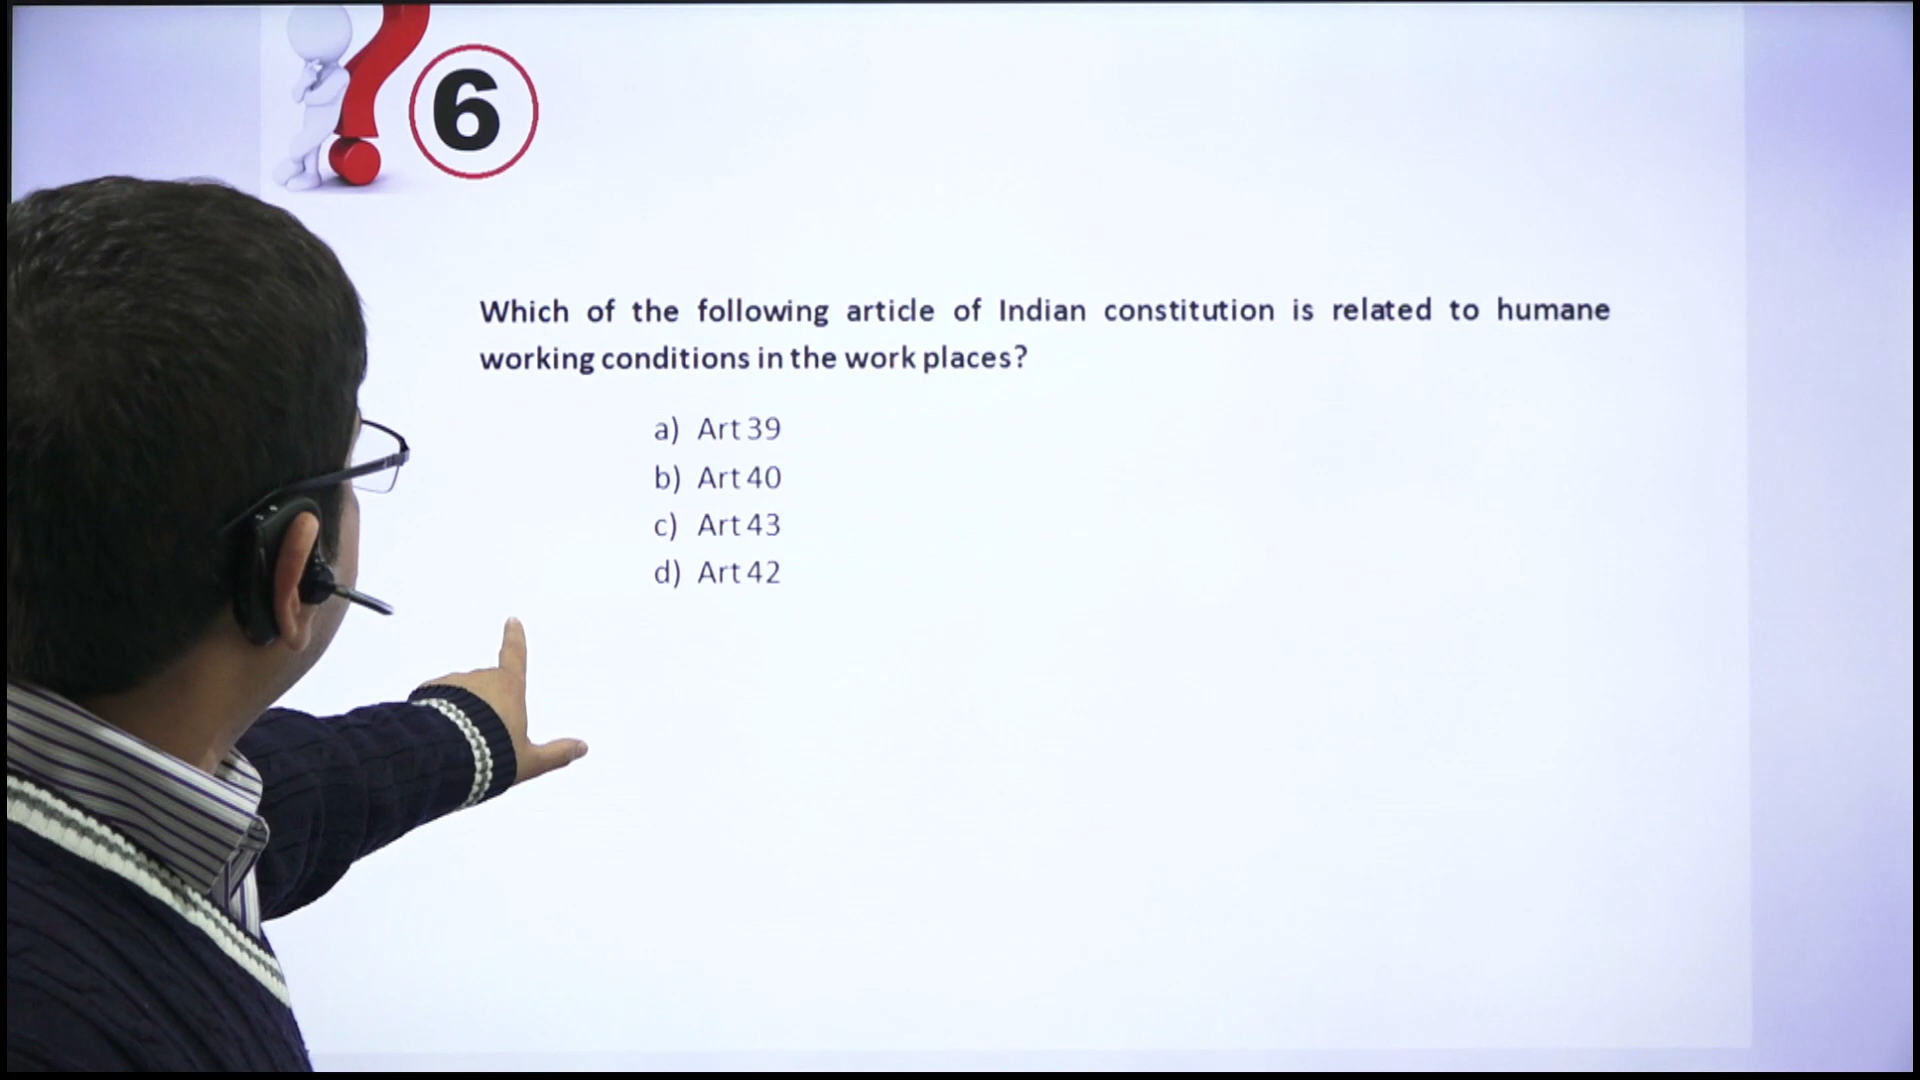 6
Which of the following article of Indian constitution is related to humane
working conditions in the work places?
a) Art 39
b) Art 40
c) Art 43
d) Art 42